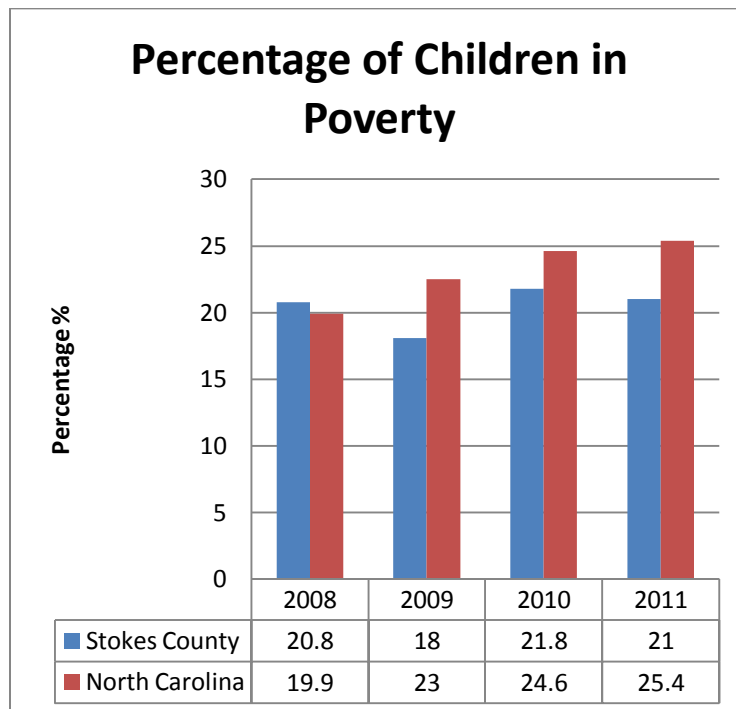 Percentage of Children in
Poverty
30
25
20
15
10
5
0
Percentage %
2008 2009 2010 2011
Stokes County 20.8 18 21.8 21
North Carolina 19.9 23 24.6 25.4